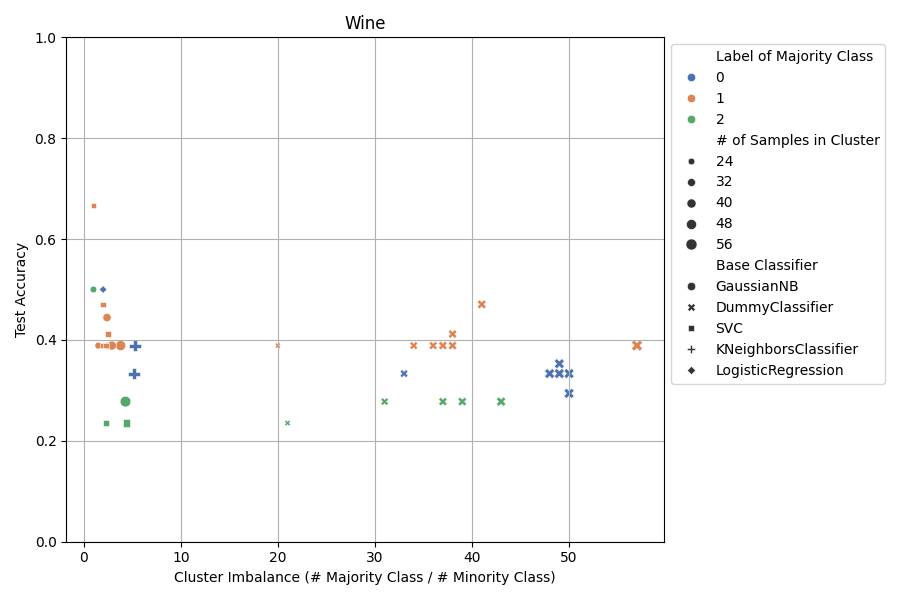 Wine
1.0
0.8
0.6
0.4
0.2
0.0
Test Accuracy
0 10 20 30 40 50
Cluster Imbalance (# Majority Class / # Minority Class)
Label of Majority Class
0
1
2
# of Samples in Cluster
24
32
40
48
56
Base Classifier
GaussianNB
DummyClassifier
SVC
KNeighborsClassifier
LogisticRegression